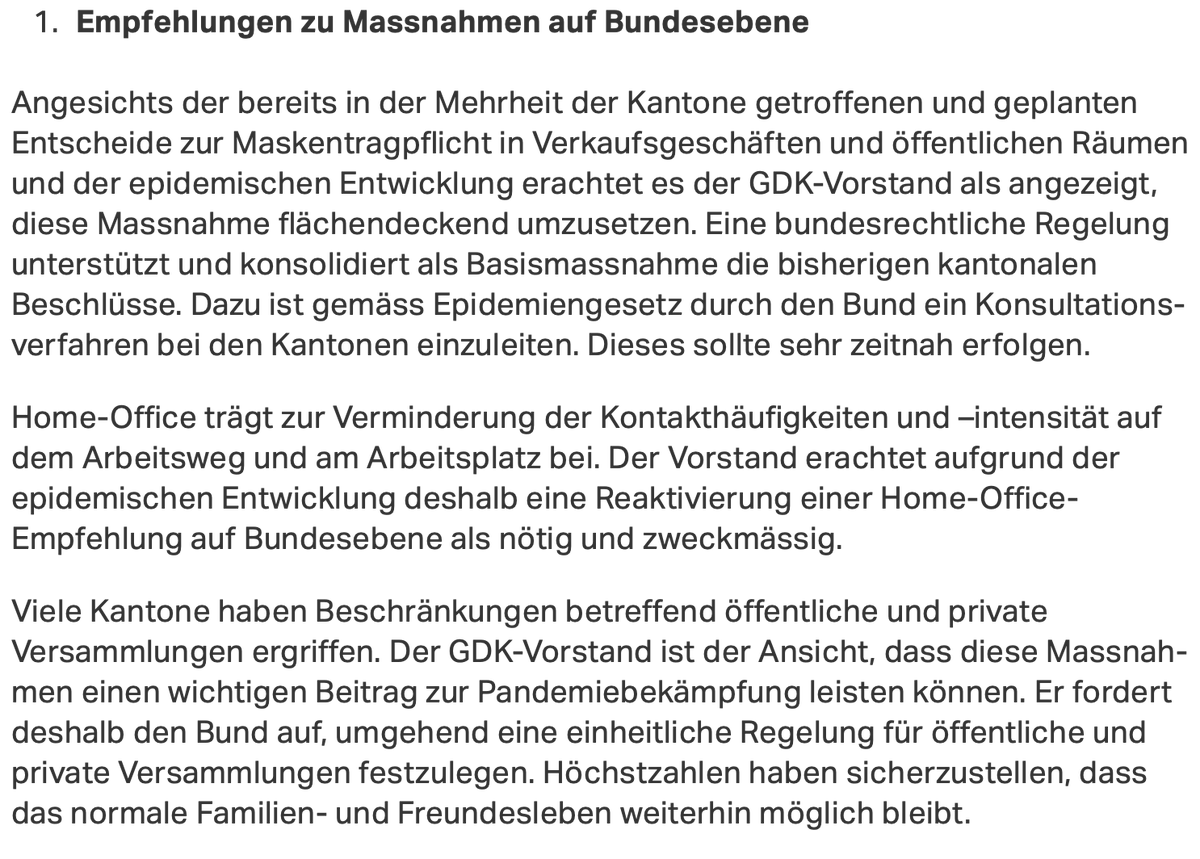 1. Empfehlungen zu Massnahmen auf Bundesebene
Angesichts der bereits in der Mehrheit der Kantone getroffenen und geplanten
Entscheide zur Maskentragpflicht in Verkaufsgeschäften und öffentlichen Räumen
und der epidemischen Entwicklung erachtet es der GDK-Vorstand als angezeigt,
diese Massnahme flächendeckend umzusetzen. Eine bundesrechtliche Regelung
unterstützt und konsolidiert als Basismassnahme die bisherigen kantonalen
Beschlüsse. Dazu ist gemäss Epidemiengesetz durch den Bund ein Konsultations-
verfahren bei den Kantonen einzuleiten. Dieses sollte sehr zeitnah erfolgen.
Home-Office trägt zur Verminderung der Kontakthäufigkeiten und –intensität auf
dem Arbeitsweg und am Arbeitsplatz bei. Der Vorstand erachtet aufgrund der
epidemischen Entwicklung deshalb eine Reaktivierung einer Home-Office-
Empfehlung auf Bundesebene als nötig und zweckmässig.
Viele Kantone haben Beschränkungen betreffend öffentliche und private
Versammlungen ergriffen. Der GDK-Vorstand ist der Ansicht, dass diese Massnah-
men einen wichtigen Beitrag zur Pandemiebekämpfung leisten können. Er fordert
deshalb den Bund auf, umgehend eine einheitliche Regelung für öffentliche und
private Versammlungen festzulegen. Höchstzahlen haben sicherzustellen, dass
das normale Familien- und Freundesleben weiterhin möglich bleibt.